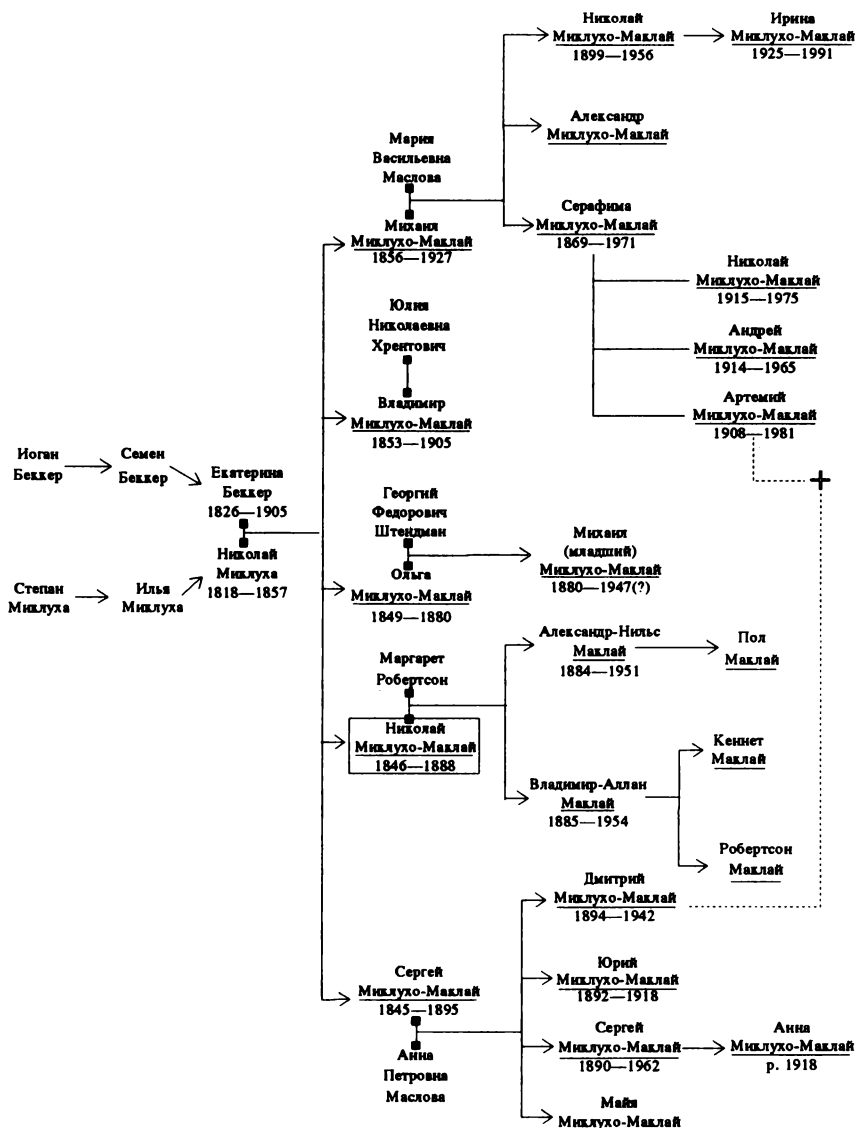 Николай
Миклухо-Маклай
1899—1956
Ирина
Миклухо-Маклай
1925—1991
Александр
Миклухо-Маклай
Мария
Васильевна
Маслова
Михаил
Миклухо-Маклай
1856—1927
Серафима
Миклухо-Маклай
1869—1971
Николай
Миклухо-Маклай
1915—1975
Андрей
Миклухо-Маклай
1914—1965
Артемий
Миклухо-Маклай
1908—1981
Юлия
Николаевна
Хрентович
Владимир
Миклухо-Маклай
1853—1905
Иоган
Беккер
Семен
Беккер
Екатерина
Беккер
1826—1905
Николай
Миклуха
1818—1857
Степан
Миклуха
Илья
Миклуха
Георгий
Федорович
Штендман
Ольга
Миклухо-Маклай
1849—1880
Михаил
(младший)
Миклухо-Маклай
1880—1947(?)
Маргарет
Робертсон
Николай
Миклухо-Маклай
1846—1888
Александр-Нильс
Маклай
1884—1951
Пол
Маклай
Владимир-Аллан
Маклай
1885—1954
Кеннет
Маклай
Робертсон
Маклай
Сергей
Миклухо-Маклай
1845—1895
Анна
Петровна
Маслова
Дмитрий
Миклухо-Маклай
1894—1942
Юрий
Миклухо-Маклай
1892—1918
Сергей
Миклухо-Маклай
1890—1962
Анна
Миклухо-Маклай
р. 1918
Майя
Миклухо-Маклай